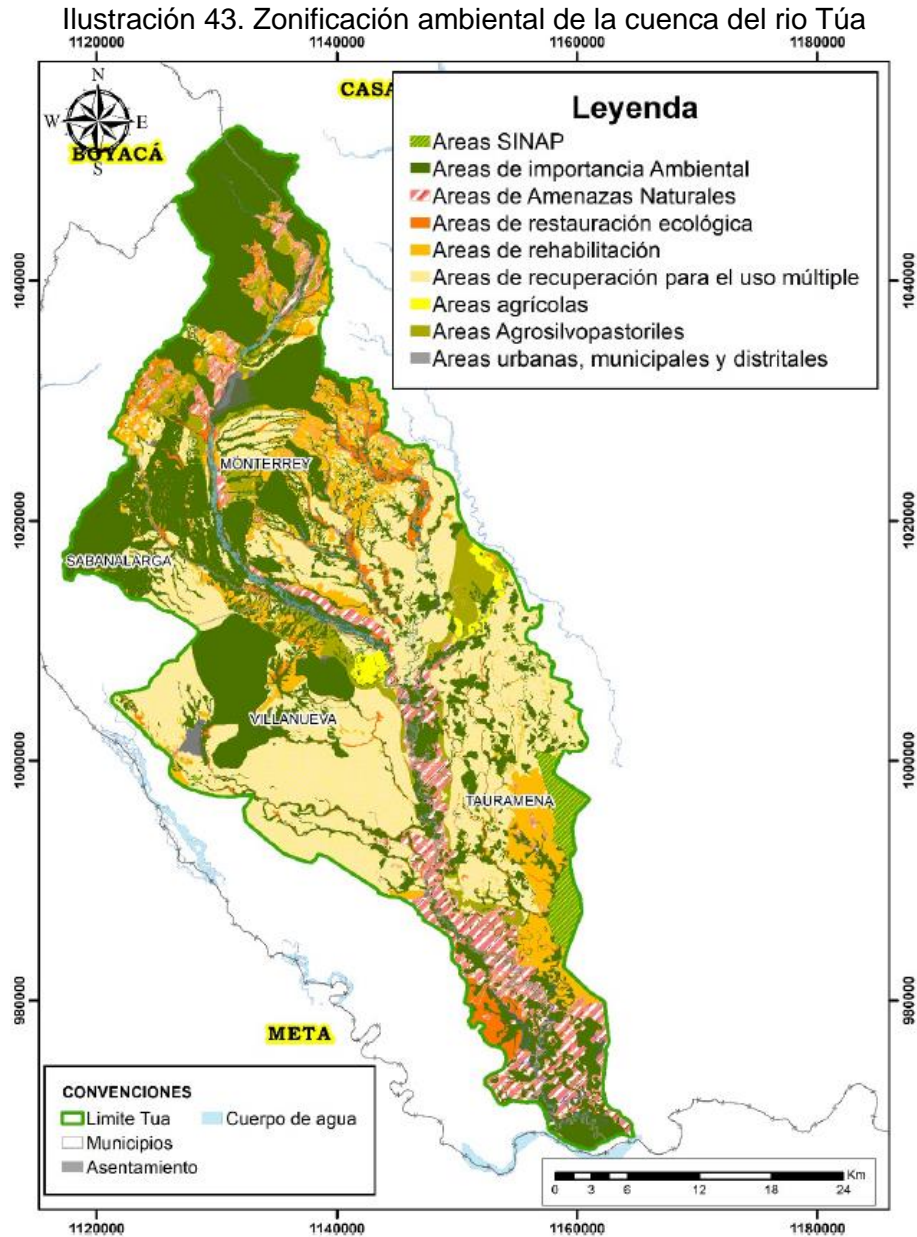 Ilustración 43. Zonificación ambiental de la cuenca del rio Túa
1120000 1140000 1160000 1180000
N
W E
S
BOYACÁ
CASA
Leyenda
Areas SINAP
Areas de importancia Ambiental
Areas de Amenazas Naturales
Areas de restauración ecológica
Areas de rehabilitación
Areas de recuperación para el uso múltiple
Areas agrícolas
Areas Agrosilvopastoriles
Areas urbanas, municipales y distritales
1040000 1040000
MONTERREY
1020000 1020000
SABANALARGA
VILLANUEVA
1000000 1000000
TAURAMENA
980000 980000
META
CONVENCIONES
Limite Tua Cuerpo de agua
Municipios
Asentamiento
Km
0 3 6 12 18 24
1120000 1140000 1160000 1180000